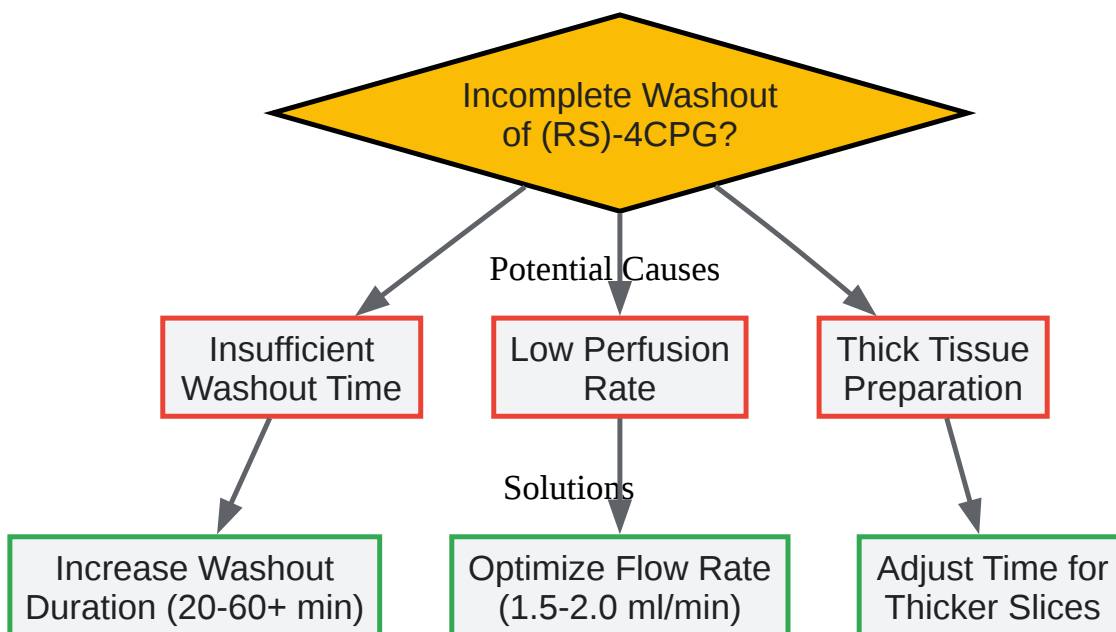 Incomplete Washout
of (RS)-4CPG?
Potential Causes
Insufficient
Washout Time
Low Perfusion
Rate
Thick Tissue
Preparation
Solutions
Increase Washout
Duration (20-60+ min)
Optimize Flow Rate
(1.5-2.0 ml/min)
Adjust Time for
Thicker Slices